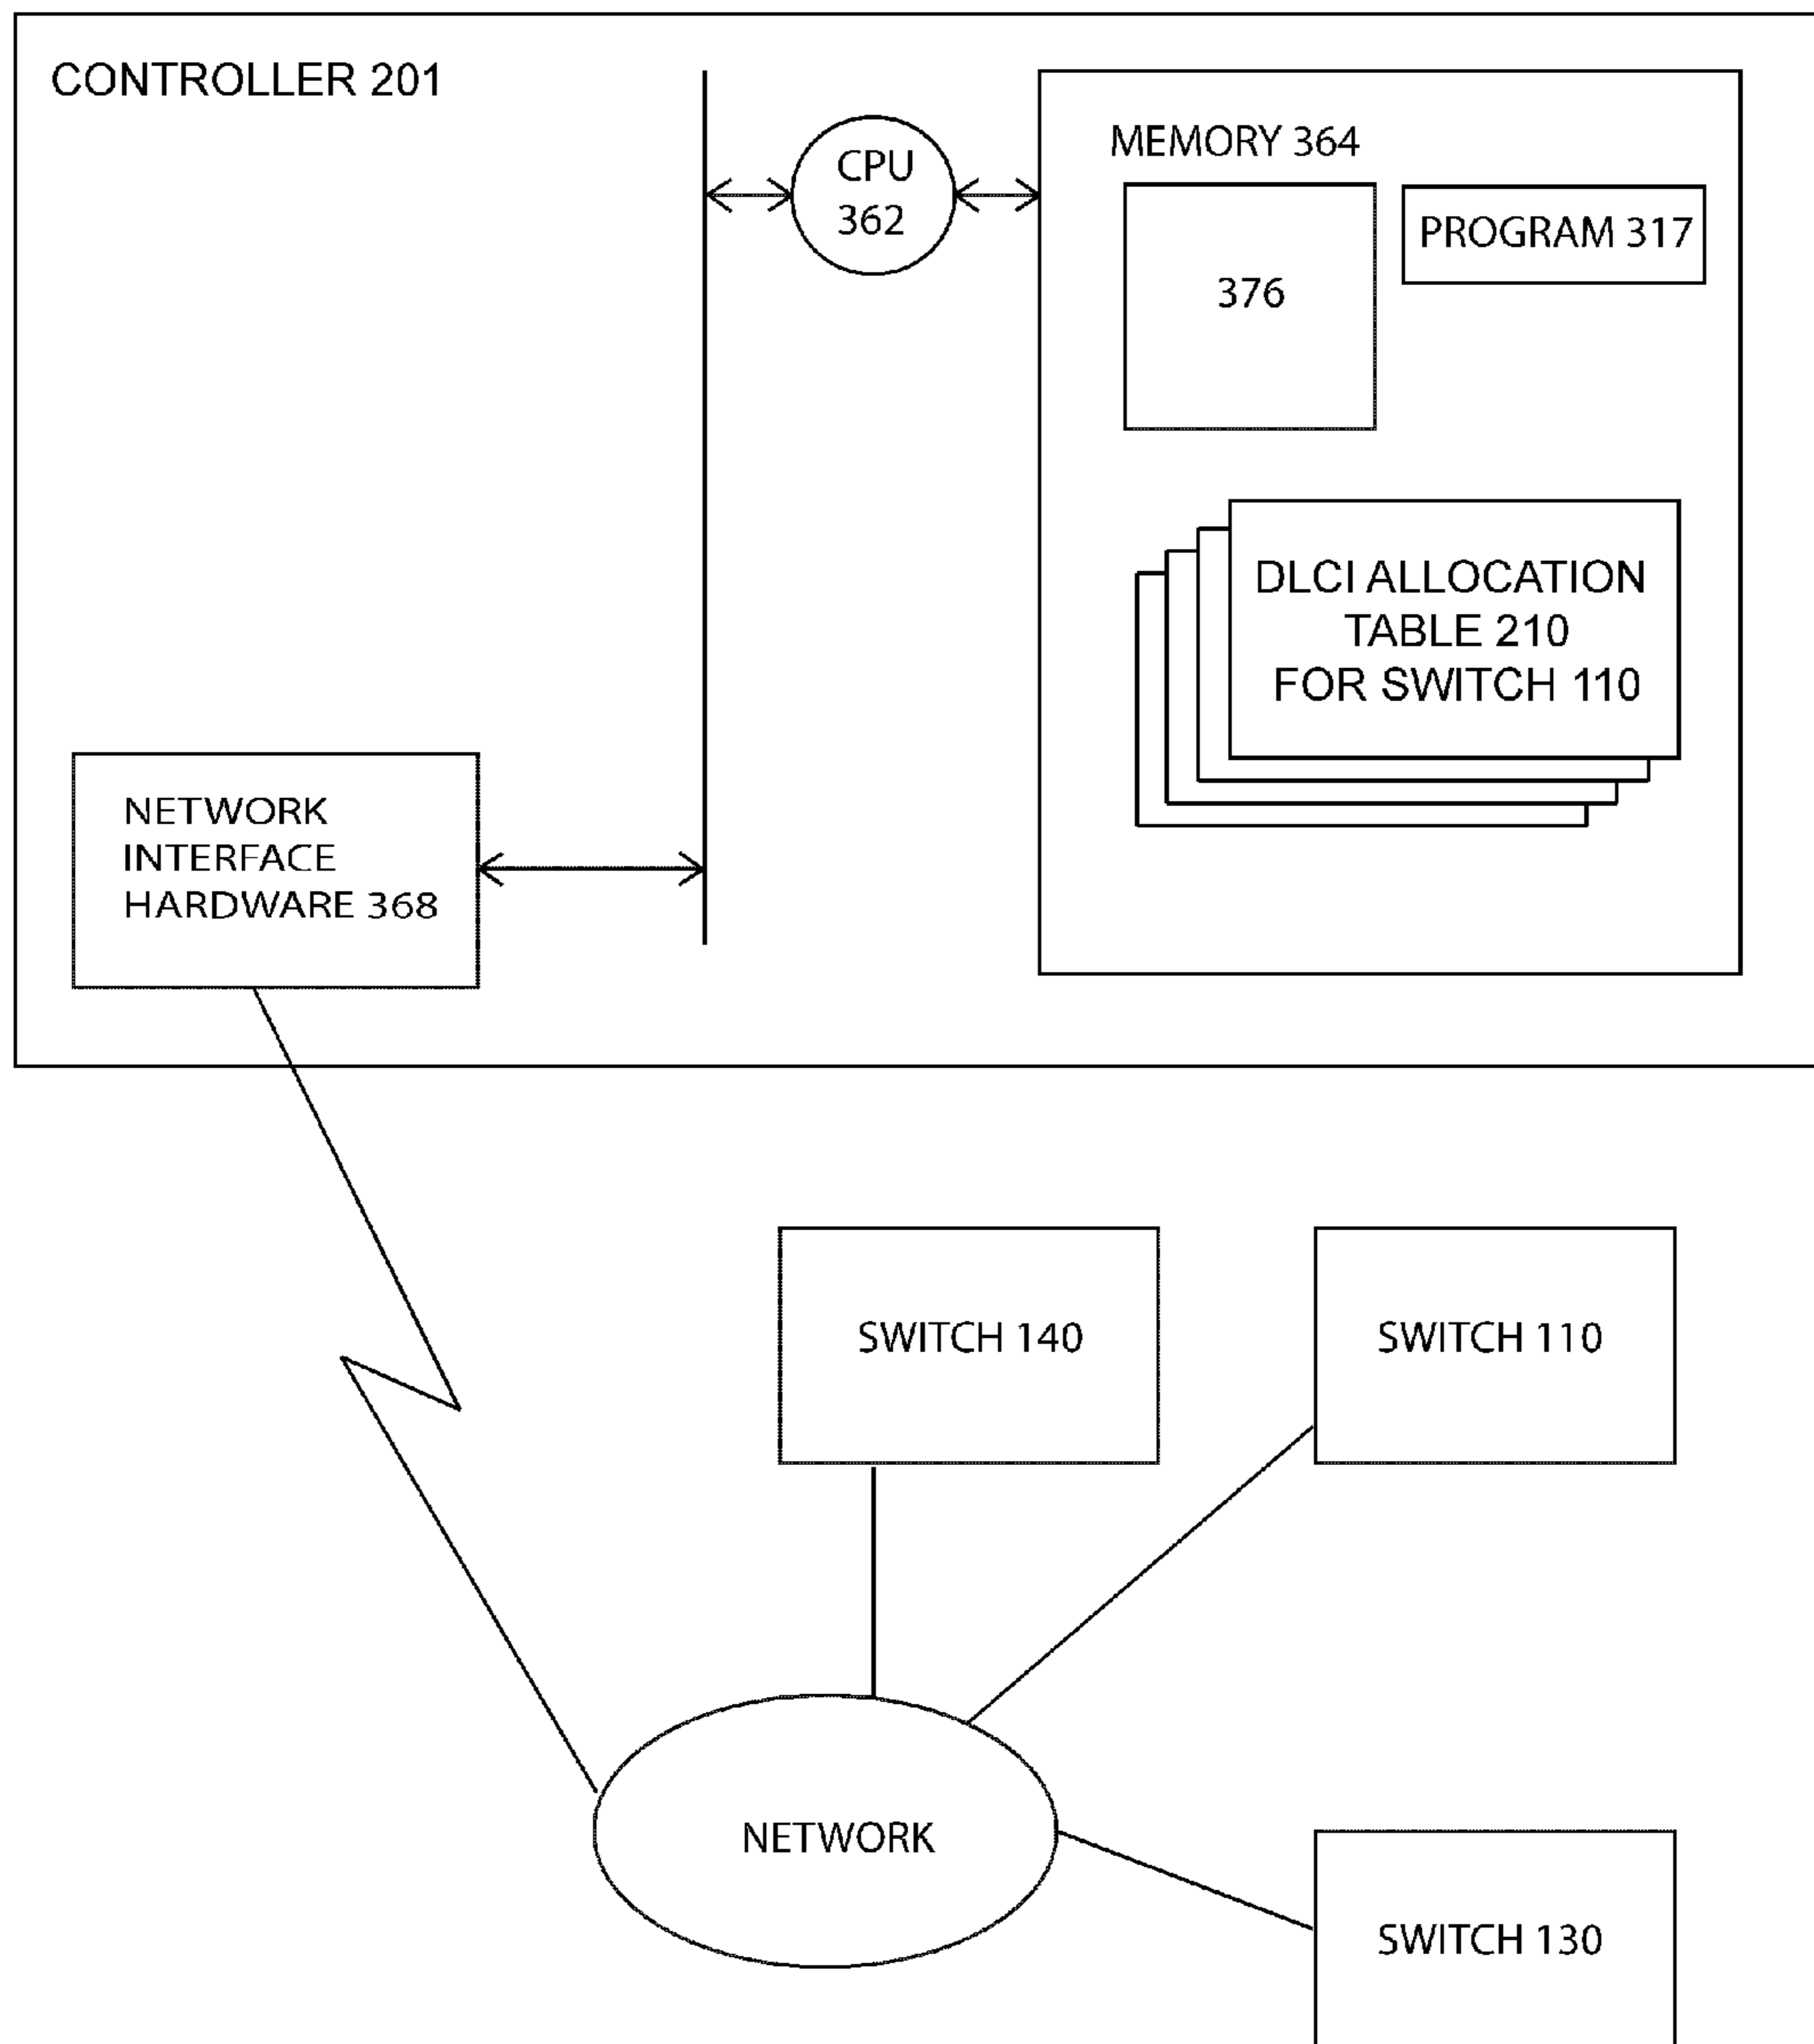 CONTROLLER 201
CPU
362
MEMORY 364
376
PROGRAM 317
DLCI ALLOCATION
TABLE 210
FOR SWITCH 110
NETWORK
INTERFACE
HARDWARE 368
SWITCH 140
SWITCH 110
NETWORK
SWITCH 130